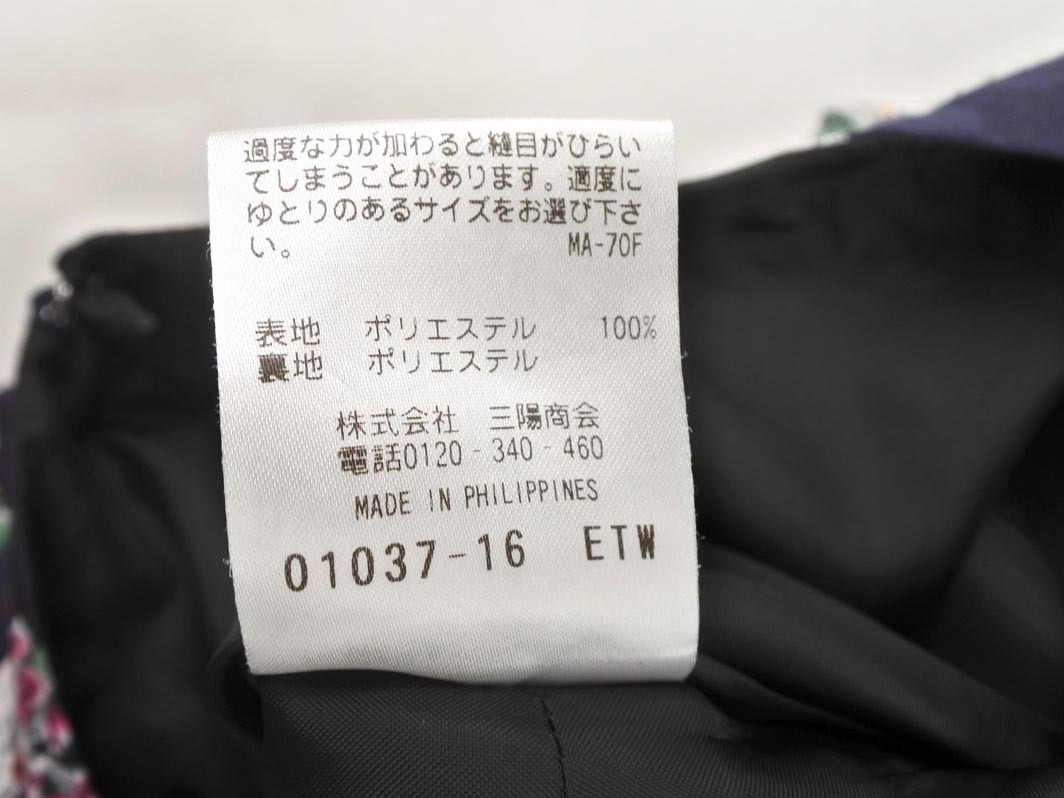 過度な力が加わると縫目がひらい
てしまうことがあります。適度に
ゆとりのあるサイズをお選び下さ
い。 MA-70F
表地 ポリエステル 100%
裏地 ポリエステル
株式会社 三陽商会
電話0120-340-460
MADE IN PHILIPPINES
01037-16 ETW